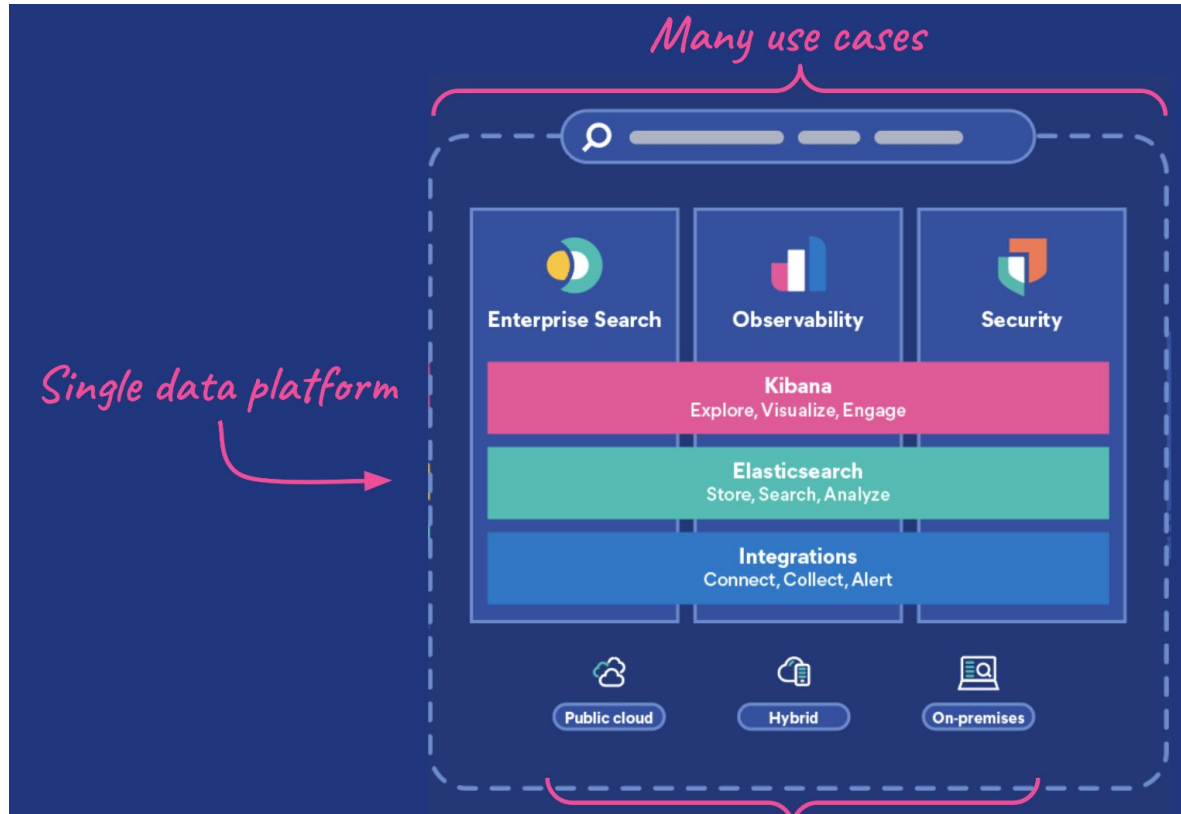 Many use cases
Enterprise Search
Observability
Security
Single data platform
Kibana
Explore, Visualize, Engage
Elasticsearch
Store, Search, Analyze
Integrations
Connect, Collect, Alert
Public cloud
Hybrid
On-premises